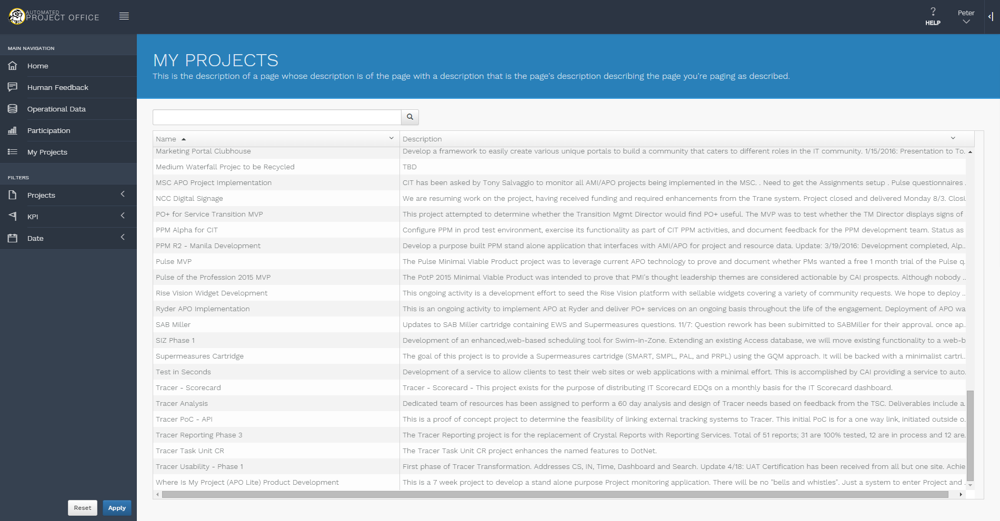 AUTOMATED
PROJECT OFFICE
?
HELP
Peter
MAIN NAVIGATION
Home
Human Feedback
Operational Data
Participation
My Projects
FILTERS
Projects
KPI
Date
Reset
Apply
MY PROJECTS
This is the description of a page whose description is of the page with a description that is the page's description describing the page you're paging as described.
Name
Description
Marketing Portal Clubhouse
Develop a framework to easily create various unique portals to build a community that caters to different roles in the IT community. 1/15/2016: Presentation to To..
Medium Waterfall Projec to be Recycled
TBD
MSC APO Project Implementation
CIT has been asked by Tony Salvaggio to monitor all AMI/APO projects being implemented in the MSC. . Need to get the Assignments setup . Pulse questionnaires .
NCC Digital Signage
We are resuming work on the project, having received funding and required enhancements from the Trane system. Project closed and delivered Monday 8/3. Closi.
PO+ for Service Transition MVP
This project attempted to determine whether the Transition Mgmt Director would find PO+ useful. The MVP was to test whether the TM Director displays signs of
PPM Alpha for CIT
Configure PPM in prod test environment, exercise its functionality as part of CIT PPM activities, and document feedback for the PPM development team. Status as
PPM R2 - Manila Development
Develop a purpose built PPM stand alone application that interfaces with AMI/APO for project and resource data. Update: 3/19/2016: Development completed, Alp..
Pulse MVP
The Pulse Minimal Viable Product project was to leverage current APO technology to prove and document whether PMs wanted a free 1 month trial of the Pulse q.
Pulse of the Profession 2015 MVP
The PotP 2015 Minimal Viable Product was intended to prove that PMI's thought leadership themes are considered actionable by CAI prospects. Although nobody ..
Rise Vision Widget Development
This ongoing activity is a development effort to seed the Rise Vision platform with sellable widgets covering a variety of community requests. We hope to deploy ..
Ryder APO Implementation
This is an ongoing activity to implement APO at Ryder and deliver PO+ services on an ongoing basis throughout the life of the engagement. Deployment of APO wa
SAB Miller
Updates to SAB Miller cartridge containing EWS and Supermeasures questions. 11/7: Question rework has been subimitted to SABMiller for their approval. once ap..
SIZ Phase 1
Development of an enhanced,web-based scheduling tool for Swim-in-Zone. Extending an existing Access database, we will move existing functionality to a web-b
Supermeasures Cartridge
The goal of this project is to provide a Supermeasures cartridge (SMART, SMPL, PAL, and PRPL) using the GQM approach. It will be backed with a minimalist cartri...
Test in Seconds
Development of a service to allow clients to test their web sites or web applications with a minimal effort. This is accomplished by CAI providing a service to auto.
Tracer - Scorecard
Tracer - Scorecard - This project exists for the purpose of distributing IT Scorecard EDQs on a monthly basis for the IT Scorecard dashboard.
Tracer Analysis
Dedicated team of resources has been assigned to perform a 60 day analysis and design of Tracer needs based on feedback from the TSC. Deliverables include a.
Tracer PoC - API
This is a proof of concept project to determine the feasibility of linking external tracking systems to Tracer. This initial PoC is for a one way link, initiated outside o.
Tracer Reporting Phase 3
The Tracer Reporting project is for the replacement of Crystal Reports with Reporting Services. Total of 51 reports; 31 are 100% tested, 12 are in process and 12 are.
Tracer Task Unit CR
The Tracer Task Unit CR project enhances the named features to DotNet.
Tracer Usability - Phase 1
First phase of Tracer Transformation. Addresses CS, IN, Time, Dashboard and Search. Update 4/18: UAT Certification has been received from all but one site. Achie
Where Is My Project (APO Lite) Product Development
This is a 7 week project to develop a stand alone purpose Project monitoring application. There will be no "bells and whistles". Just a system to enter Project and .